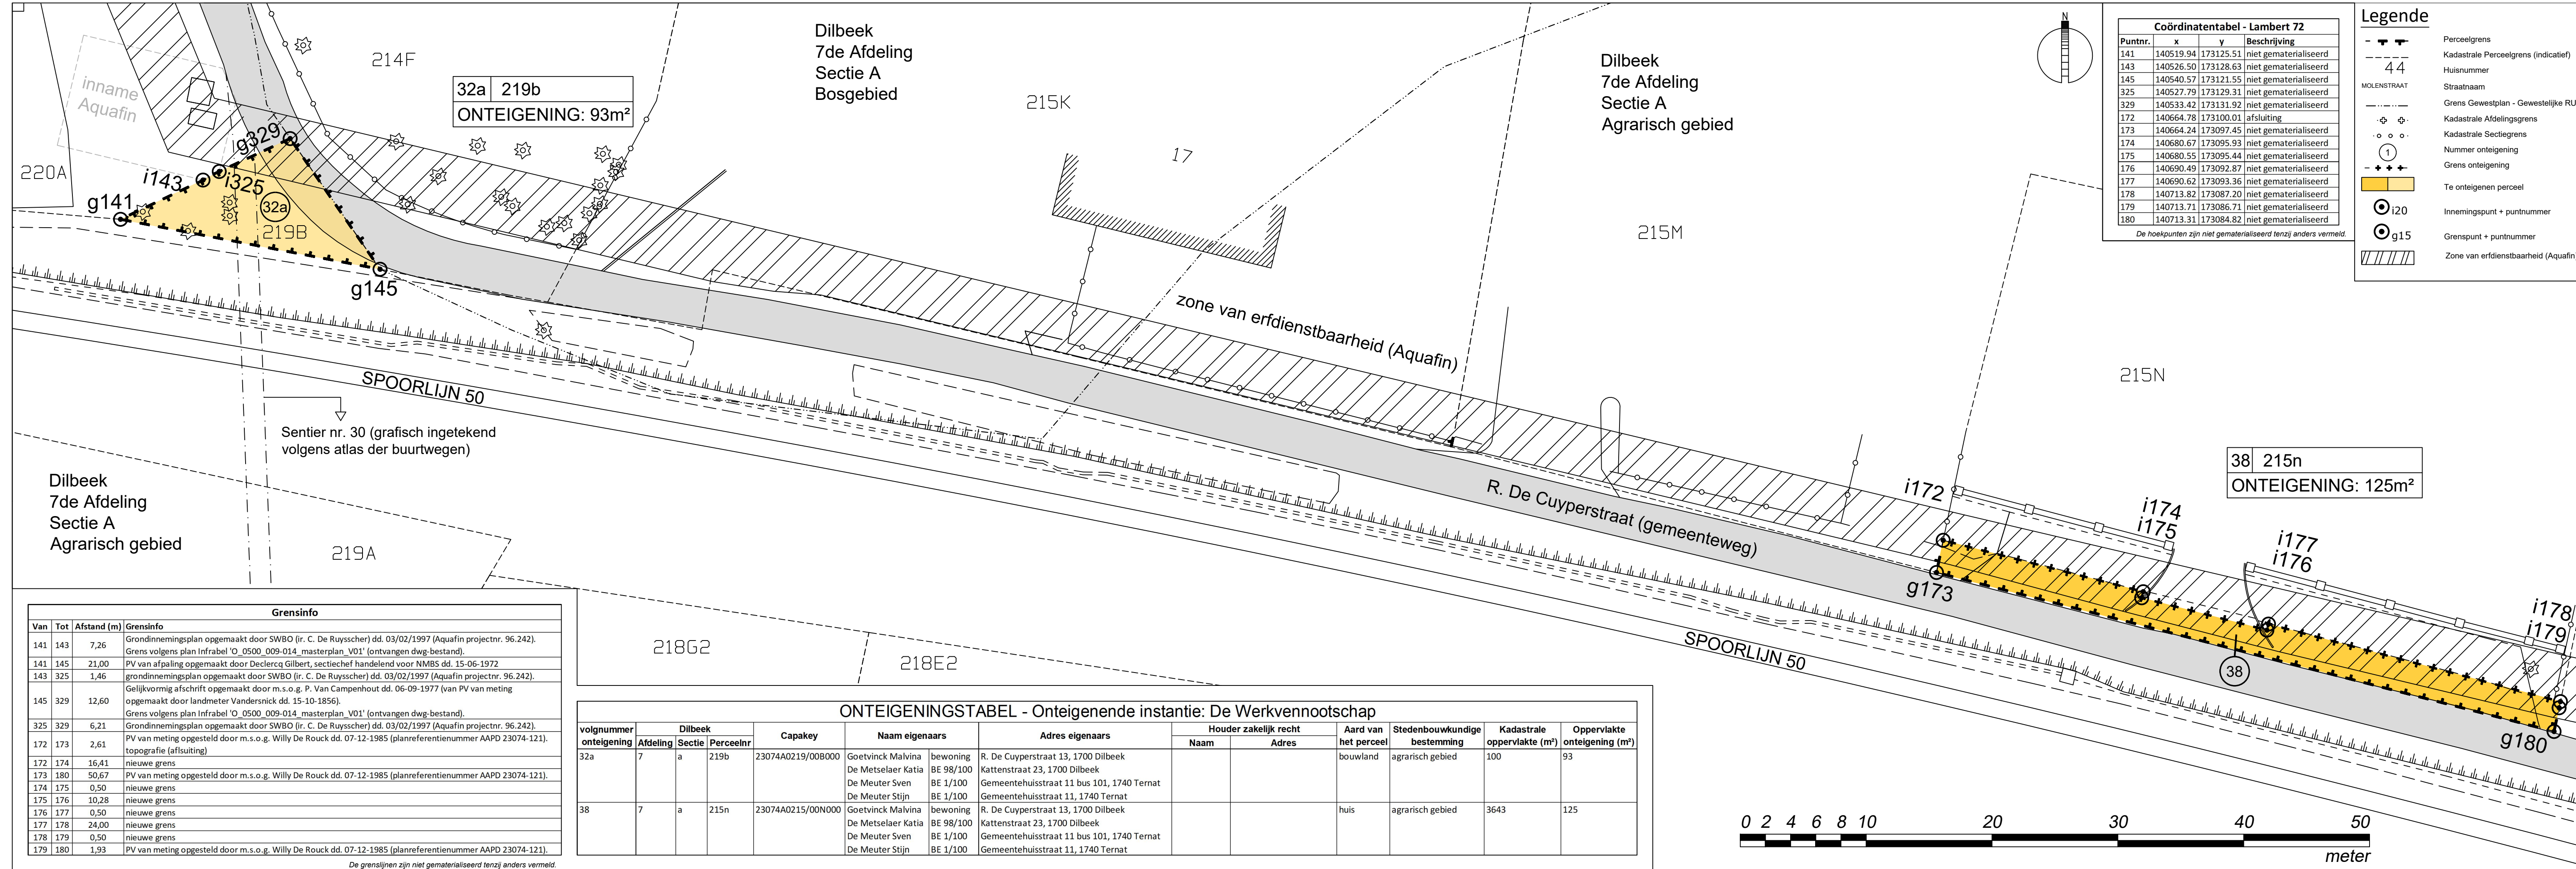 214F
inname
Aquafin
32a 219b
ONTEIGENING: 93m²
Dilbeek
7de Afdeling
Sectie A
Bosgebied
215K
17
Dilbeek
7de Afdeling
Sectie A
Agrarisch gebied
N
Coördinatentabel - Lambert 72
Puntnr. x y Beschrijving
141 140519.94 173125.51 niet gematerialiseerd
143 140526.50 173128.63 niet gematerialiseerd
145 140540.57 173121.55 niet gematerialiseerd
325 140527.79 173129.31 niet gematerialiseerd
329 140533.42 173131.92 niet gematerialiseerd
172 140664.78 173100.01 afsluiting
173 140664.24 173097.45 niet gematerialiseerd
174 140680.67 173095.93 niet gematerialiseerd
175 140680.55 173095.44 niet gematerialiseerd
176 140690.49 173092.87 niet gematerialiseerd
177 140690.62 173093.36 niet gematerialiseerd
178 140713.82 173087.20 niet gematerialiseerd
179 140713.71 173086.71 niet gematerialiseerd
180 140713.31 173084.82 niet gematerialiseerd
De hoekpunten zijn niet gematerialiseerd tenzij anders vermeld.
Legende
Perceelgrens
Kadastrale Perceelgrens (indicatief)
44 Huisnummer
MOLENSTRAAT Straatnaam
Grens Gewestplan - Gewestelijke RU
Kadastrale Afdelingsgrens
Kadastrale Sectiegrens
1 Nummer onteigening
Grens onteigening
Te onteigenen perceel
i20 Innemingspunt + puntnummer
g15 Grenspunt + puntnummer
Zone van erfdienstbaarheid (Aquafin
220A
g329
i143
i325
g141
32a
219B
g145
215M
zone van erfdienstbaarheid (Aquafin)
215N
SPOORLIJN 50
Sentier nr. 30 (grafisch ingetekend
volgens atlas der buurtwegen)
Dilbeek
7de Afdeling
Sectie A
Agrarisch gebied
219A
38 215n
ONTEIGENING: 125m²
R. De Cuyperstraat (gemeenteweg)
i172
i174
i175
i177
i176
g173
i178
i179
38
g180
SPOORLIJN 50
218G2
218E2
Grensinfo
Van Tot Afstand (m) Grensinfo
141 143 7,26 Grondinnemingsplan opgemaakt door SWBO (ir. C. De Ruysscher) dd. 03/02/1997 (Aquafin projectnr. 96.242).
Grens volgens plan Infrabel 'O_0500_009-014_masterplan_V01' (ontvangen dwg-bestand).
141 145 21,00 PV van afpaling opgemaakt door Declercq Gilbert, sectiechef handelend voor NMBS dd. 15-06-1972
143 325 1,46 grondinnemingsplan opgemaakt door SWBO (ir. C. De Ruysscher) dd. 03/02/1997 (Aquafin projectnr. 96.242).
145 329 12,60 Gelijkvormig afschrift opgemaakt door m.s.o.g. P. Van Campenhout dd. 06-09-1977 (van PV van meting
opgemaakt door landmeter Vandersnick dd. 15-10-1856).
Grens volgens plan Infrabel 'O_0500_009-014_masterplan_V01' (ontvangen dwg-bestand).
325 329 6,21 Grondinnemingsplan opgemaakt door SWBO (ir. C. De Ruysscher) dd. 03/02/1997 (Aquafin projectnr. 96.242).
172 173 2,61 PV van meting opgesteld door m.s.o.g. Willy De Rouck dd. 07-12-1985 (planreferentienummer AAPD 23074-121).
topografie (aflsuiting)
172 174 16,41 nieuwe grens
173 180 50,67 PV van meting opgesteld door m.s.o.g. Willy De Rouck dd. 07-12-1985 (planreferentienummer AAPD 23074-121).
174 175 0,50 nieuwe grens
175 176 10,28 nieuwe grens
176 177 0,50 nieuwe grens
177 178 24,00 nieuwe grens
178 179 0,50 nieuwe grens
179 180 1,93 PV van meting opgesteld door m.s.o.g. Willy De Rouck dd. 07-12-1985 (planreferentienummer AAPD 23074-121).
De grenslijnen zijn niet gematerialiseerd tenzij anders vermeld.
ONTEIGENINGSTABEL - Onteigenende instantie: De Werkvennootschap
volgnummer onteigening Dilbeek Afdeling Sectie Perceelnr Capakey Naam eigenaars Adres eigenaars Houder zakelijk recht Naam Adres Aard van het perceel Stedenbouwkundige bestemming Kadastrale oppervlakte (m²) Oppervlakte onteigening (m²)
32a 7 a 219b 23074A0219/00B000 Goetvinck Malvina bewoning R. De Cuyperstraat 13, 1700 Dilbeek bouwland agrarisch gebied 100 93
De Metselaer Katia BE 98/100 Kattenstraat 23, 1700 Dilbeek
De Meuter Sven BE 1/100 Gemeentehuisstraat 11 bus 101, 1740 Ternat
De Meuter Stijn BE 1/100 Gemeentehuisstraat 11, 1740 Ternat
38 7 a 215n 23074A0215/00N000 Goetvinck Malvina bewoning R. De Cuyperstraat 13, 1700 Dilbeek huis agrarisch gebied 3643 125
De Metselaer Katia BE 98/100 Kattenstraat 23, 1700 Dilbeek
De Meuter Sven BE 1/100 Gemeentehuisstraat 11 bus 101, 1740 Ternat
De Meuter Stijn BE 1/100 Gemeentehuisstraat 11, 1740 Ternat
0 2 4 6 8 10 20 30 40 50
meter